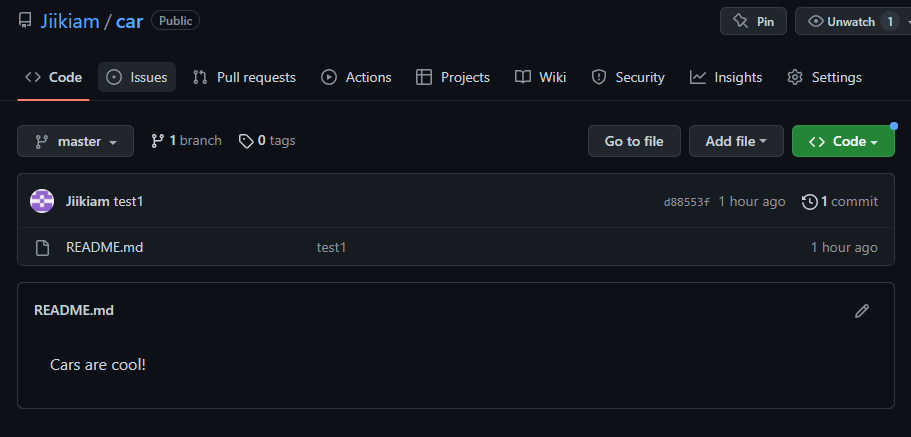 Jiikiam / car Public Pin Unwatch 1
Code Issues Pull requests Actions Projects Wiki Security Insights Settings
master 1 branch 0 tags Go to file Add file Code
Jiikiam test1 d88553f 1 hour ago 1 commit
README.md test1 1 hour ago
README.md
Cars are cool!